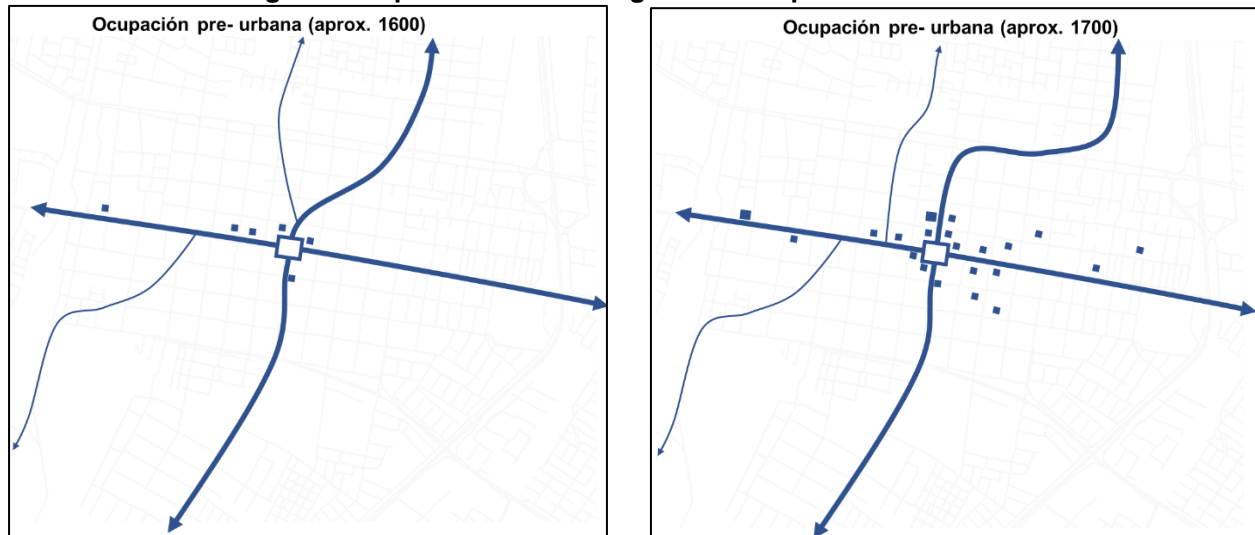 Ocupación pre- urbana (aprox. 1600)
Ocupación pre- urbana (aprox. 1700)